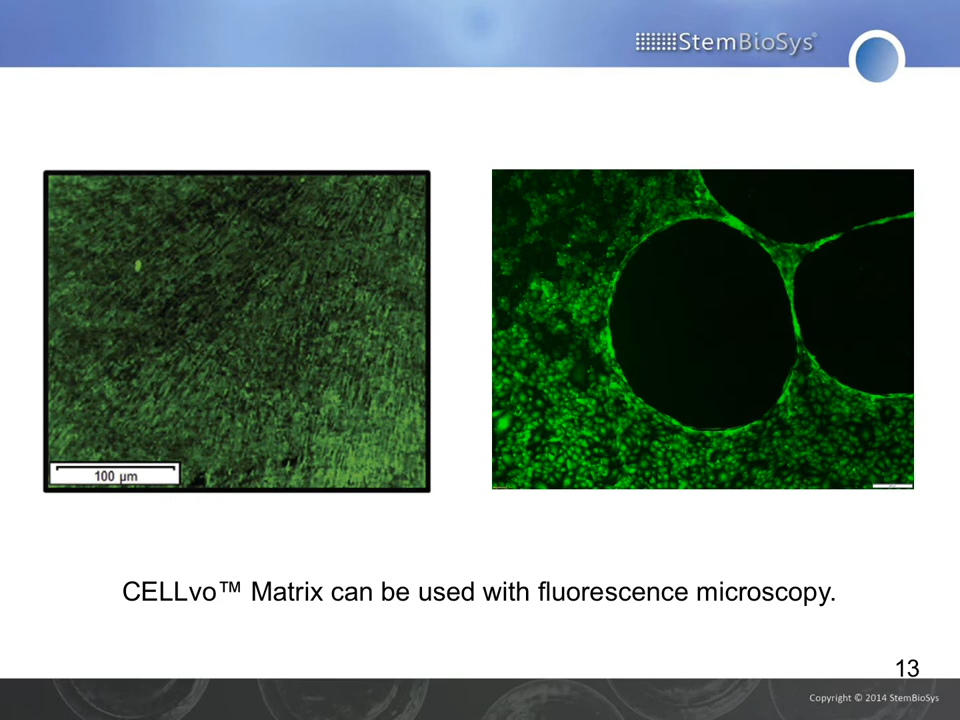 StemBioSys®
100 µm
CELLvo™ Matrix can be used with fluorescence microscopy.
13
Copyright © 2014 StemBioSys